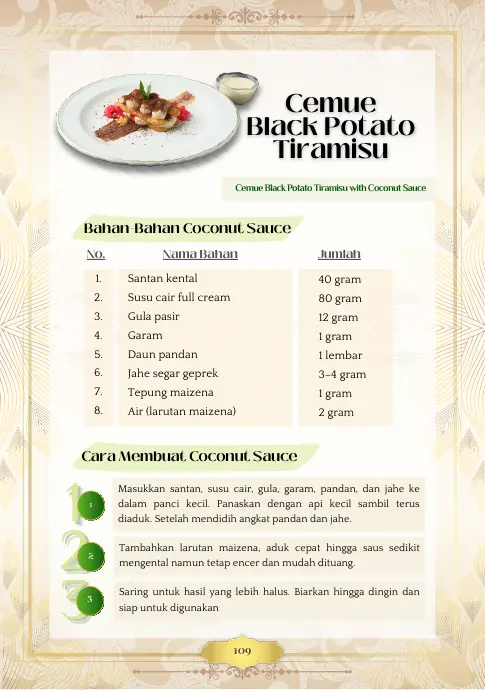 Cemue
Black Potato
Tiramisu
Cemue Black Potato Tiramisu with Coconut Sauce
Bahan-Bahan Coconut Sauce
No. Nama Bahan Jumlah
1. Santan kental 40 gram
2. Susu cair full cream 80 gram
3. Gula pasir 12 gram
4. Garam 1 gram
5. Daun pandan 1 lembar
6. Jahe segar geprek 3–4 gram
7. Tepung maizena 1 gram
8. Air (larutan maizena) 2 gram
Cara Membuat Coconut Sauce
1 Masukkan santan, susu cair, gula, garam, pandan, dan jahe ke
dalam panci kecil. Panaskan dengan api kecil sambil terus
diaduk. Setelah mendidih angkat pandan dan jahe.
2 Tambahkan larutan maizena, aduk cepat hingga saus sedikit
mengental namun tetap encer dan mudah dituang.
3 Saring untuk hasil yang lebih halus. Biarkan hingga dingin dan
siap untuk digunakan
109